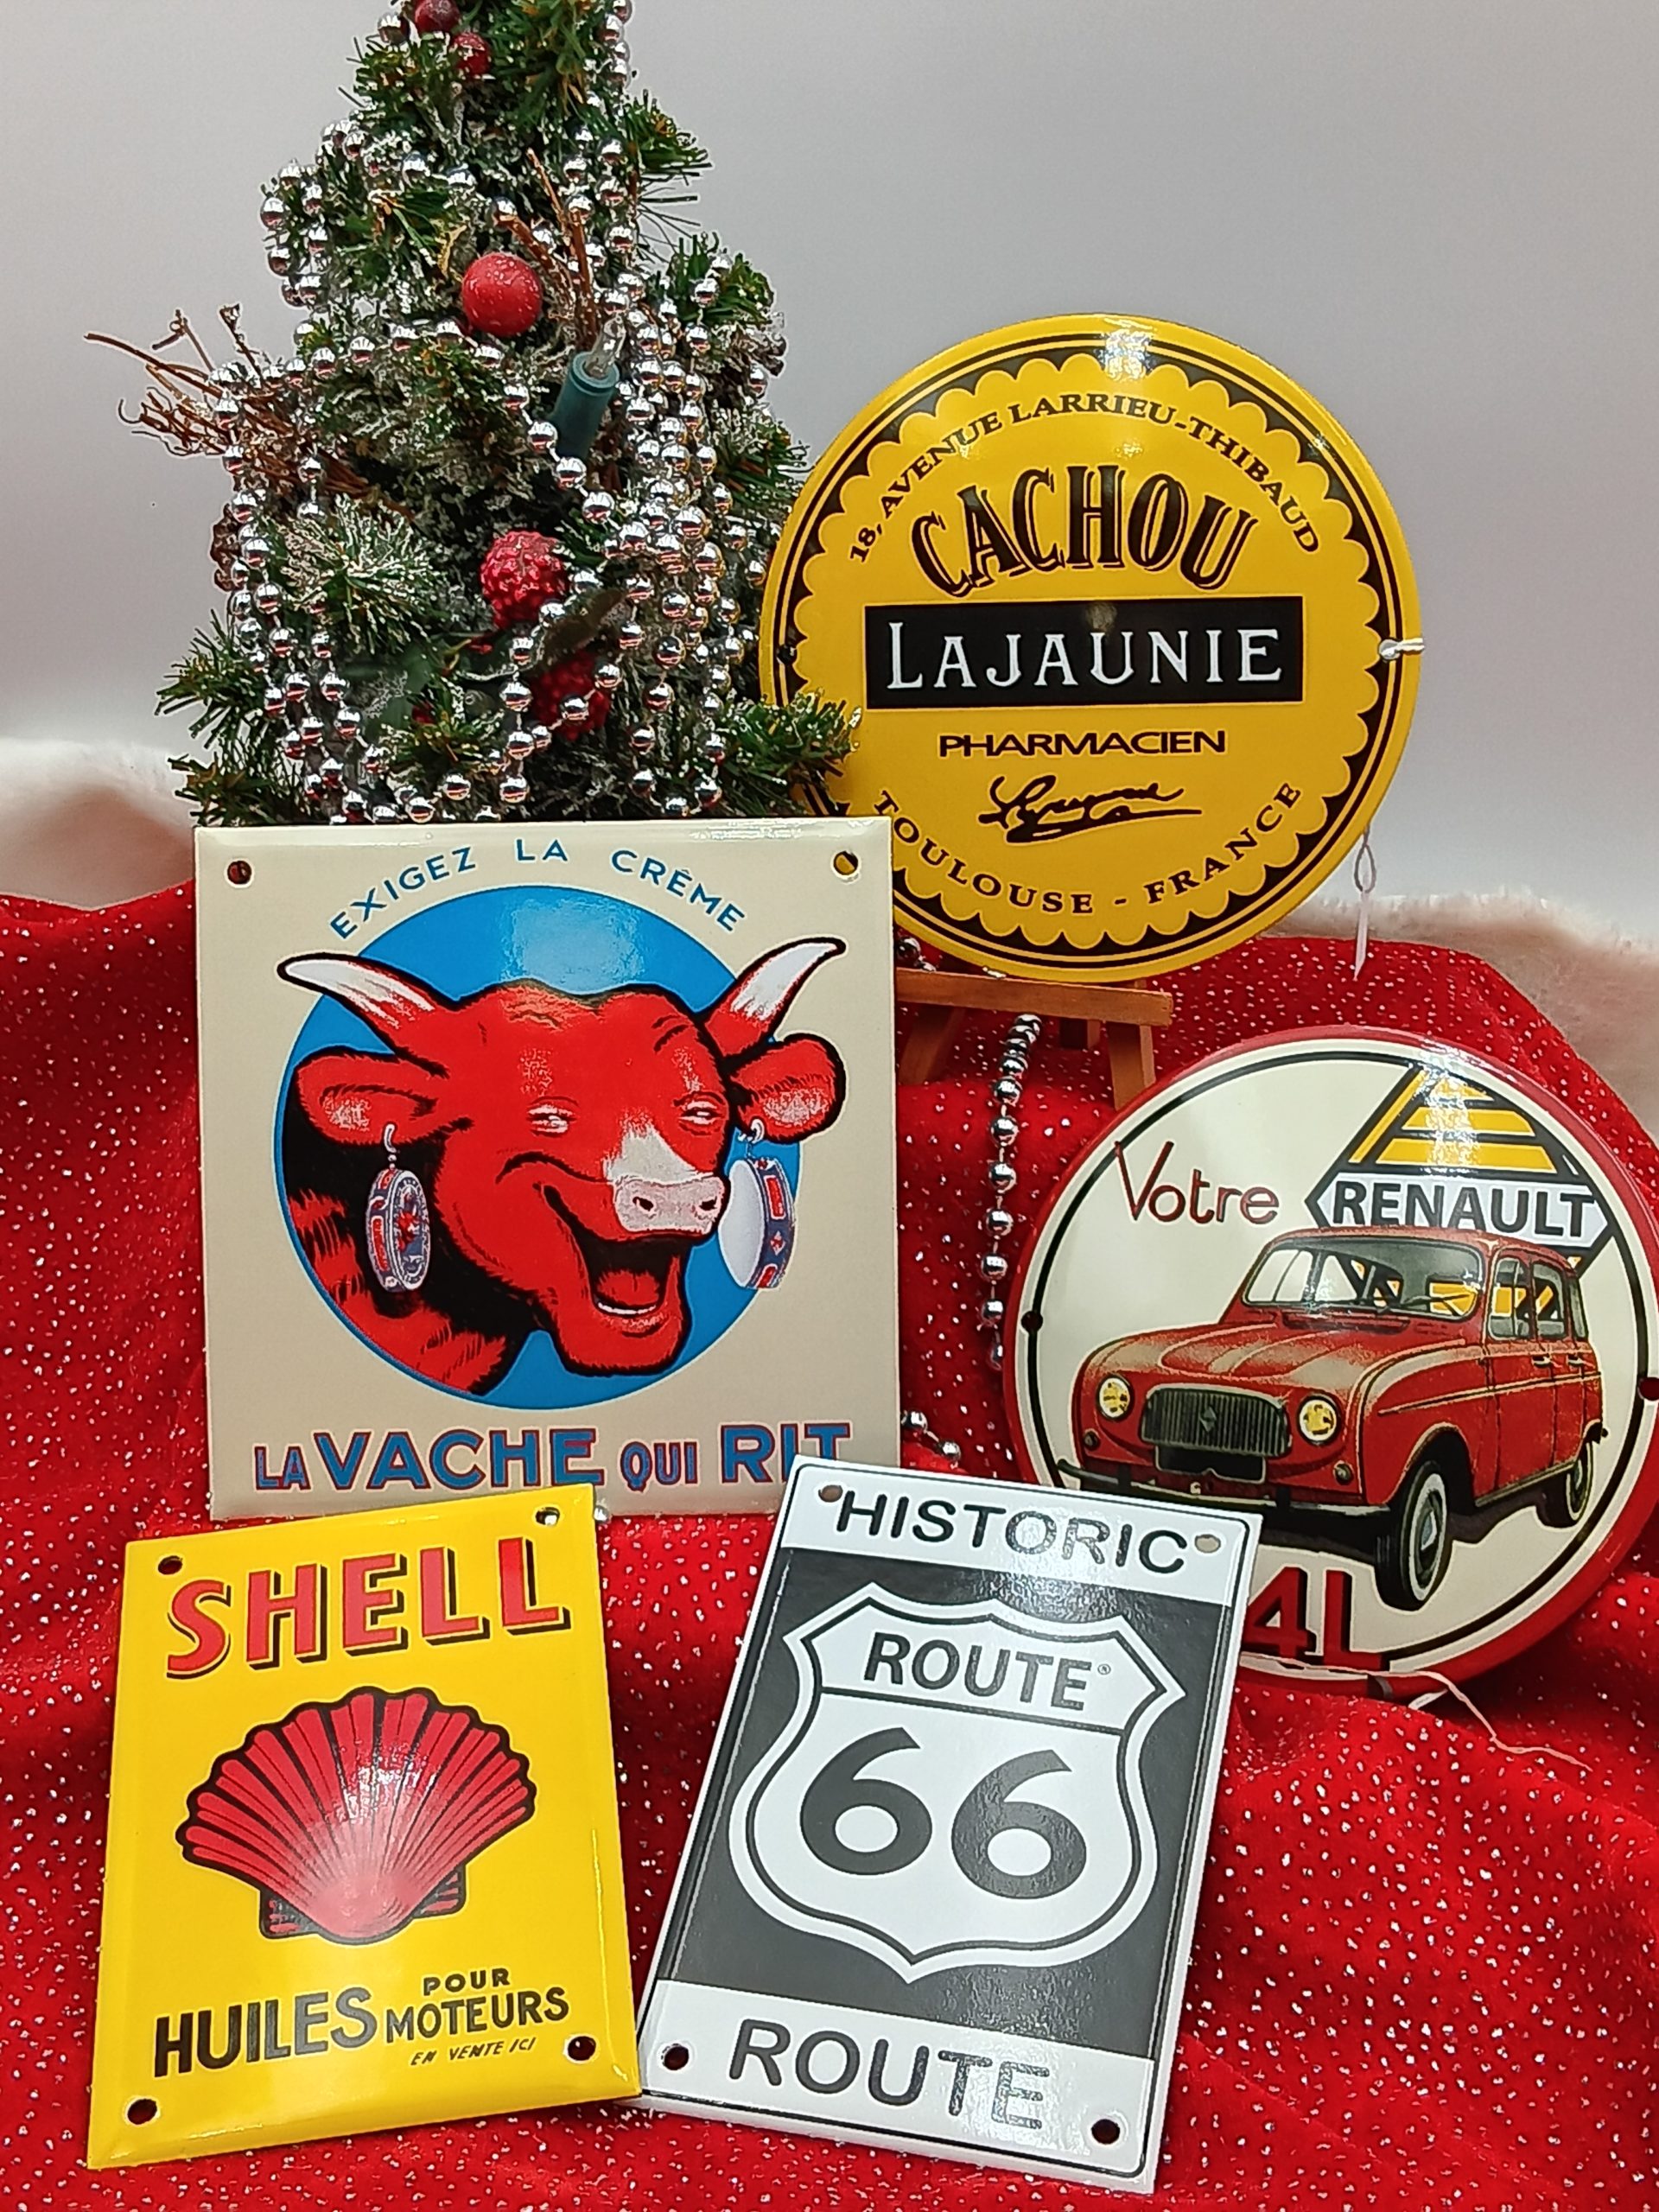 18, AVENUE LARRIEU-THIBAUD
CACHOU
LAJAUNIE
PHARMACIEN
TOULOUSE - FRANCE
EXIGEZ LA CRÈME
LA VACHE QUI RIT
Votre
RENAULT
4L
SHELL
HUILES POUR MOTEURS
EN VENTE ICI
HISTORIC
ROUTE®
66
ROUTE